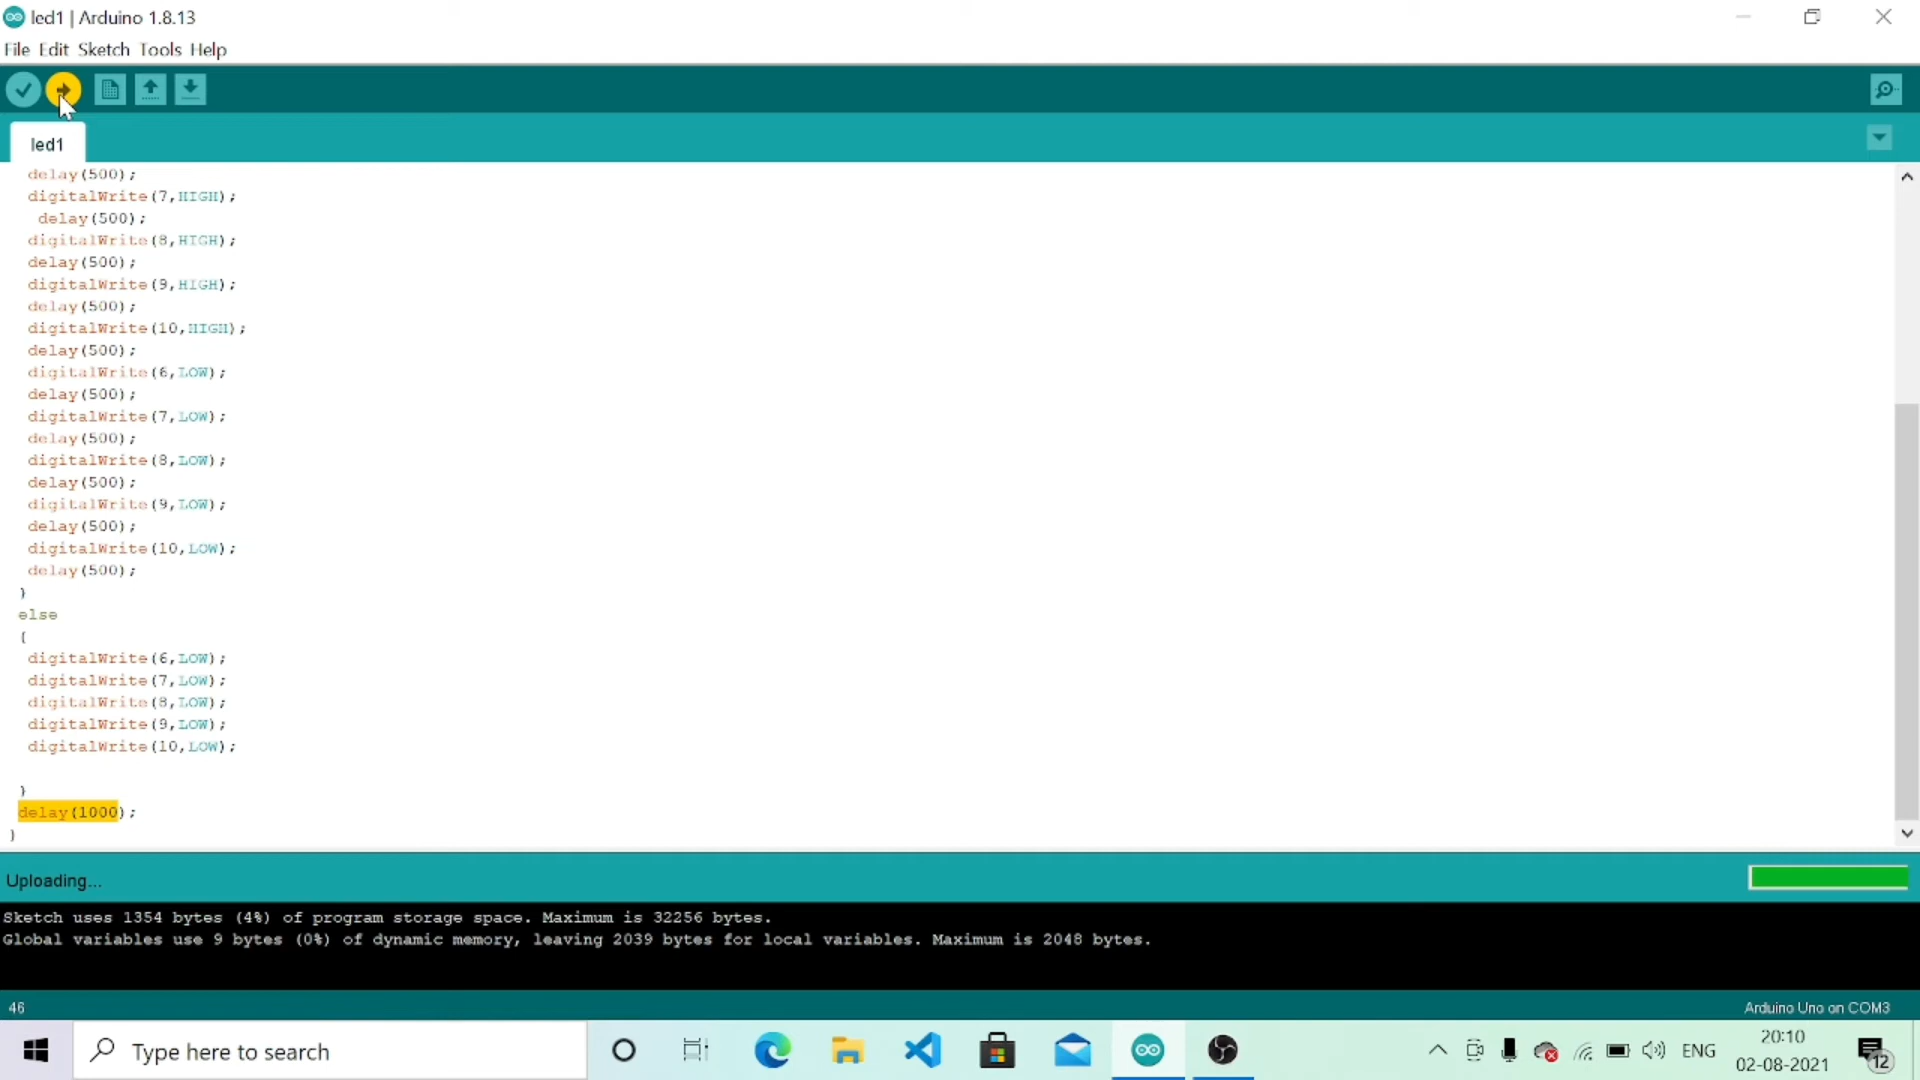 led1 | Arduino 1.8.13
File Edit Sketch Tools Help
led1
delay(500);
digitalWrite(7,HIGH);
delay(500);
digitalWrite(8,HIGH);
delay(500);
digitalWrite(9,HIGH);
delay(500);
digitalWrite(10,HIGH);
delay(500);
digitalWrite(6,LOW);
delay(500);
digitalWrite(7,LOW);
delay(500);
digitalWrite(8,LOW);
delay(500);
digitalWrite(9,LOW);
delay(500);
digitalWrite(10,LOW);
delay(500);
}
else
{
digitalWrite(6,LOW);
digitalWrite(7,LOW);
digitalWrite(8,LOW);
digitalWrite(9,LOW);
digitalWrite(10,LOW);
}
delay(1000);
}
Uploading...
Sketch uses 1354 bytes (4%) of program storage space. Maximum is 32256 bytes.
Global variables use 9 bytes (0%) of dynamic memory, leaving 2039 bytes for local variables. Maximum is 2048 bytes.
46
Arduino Uno on COM3
Type here to search
ENG
20:10
02-08-2021
12